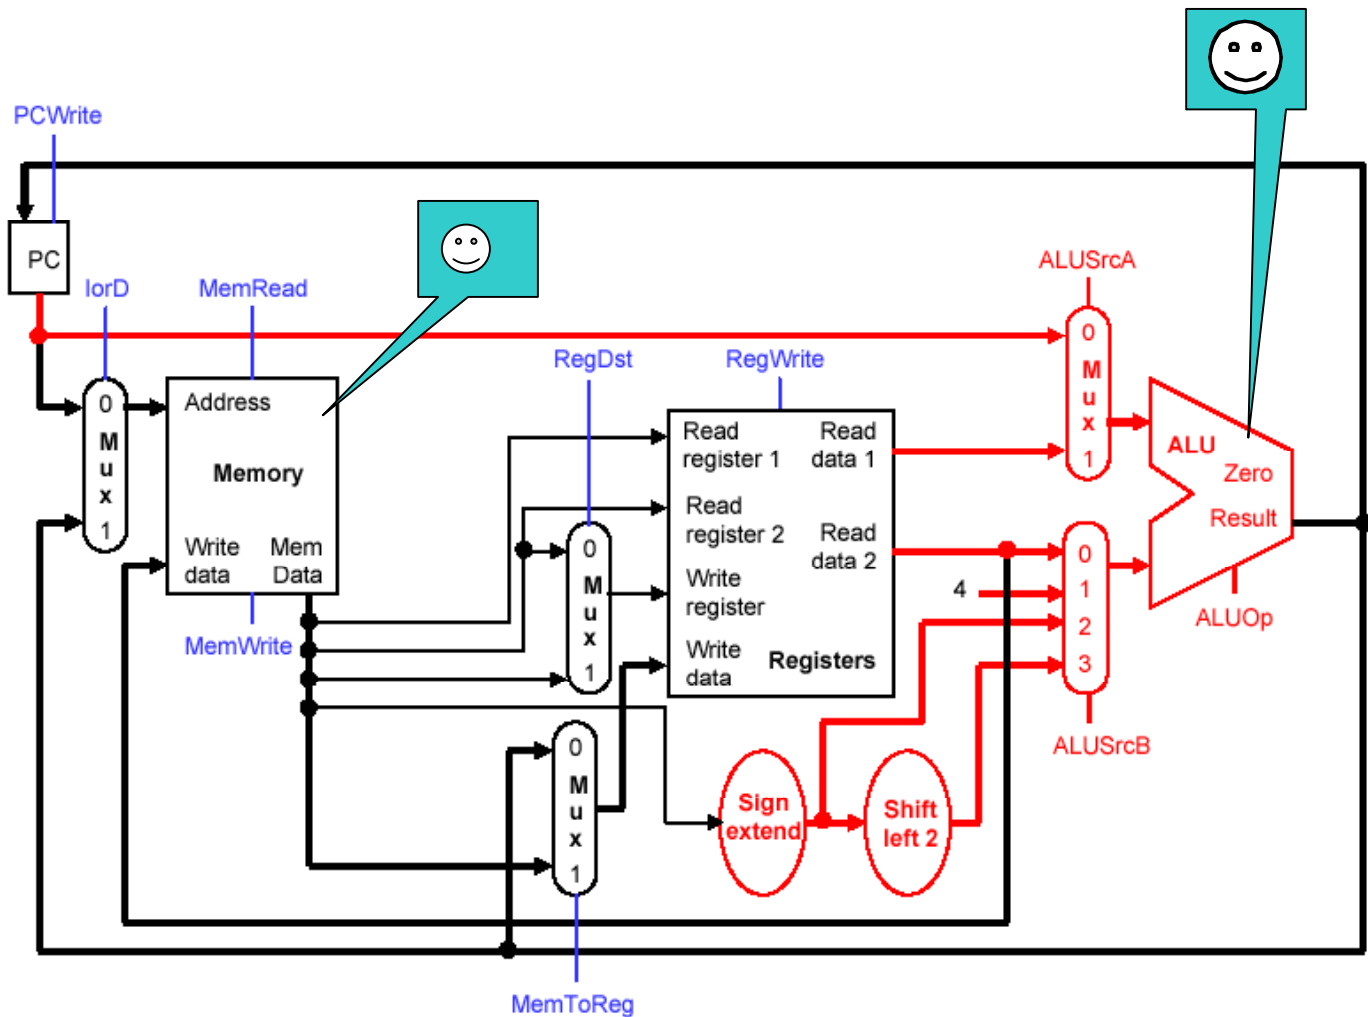 PCWrite
PC
IorD
MemRead
ALUSrcA
RegDst
RegWrite
0
M
u
x
1
Address
Memory
Write
data
Mem
Data
MemWrite
0
M
u
x
1
Read
register 1
Read
data 1
Read
register 2
Read
data 2
Write
register
Write
data
Registers
0
M
u
x
1
ALU
Zero
Result
ALUOp
4
0
1
2
3
ALUSrcB
0
M
u
x
1
MemToReg
Sign
extend
Shift
left 2